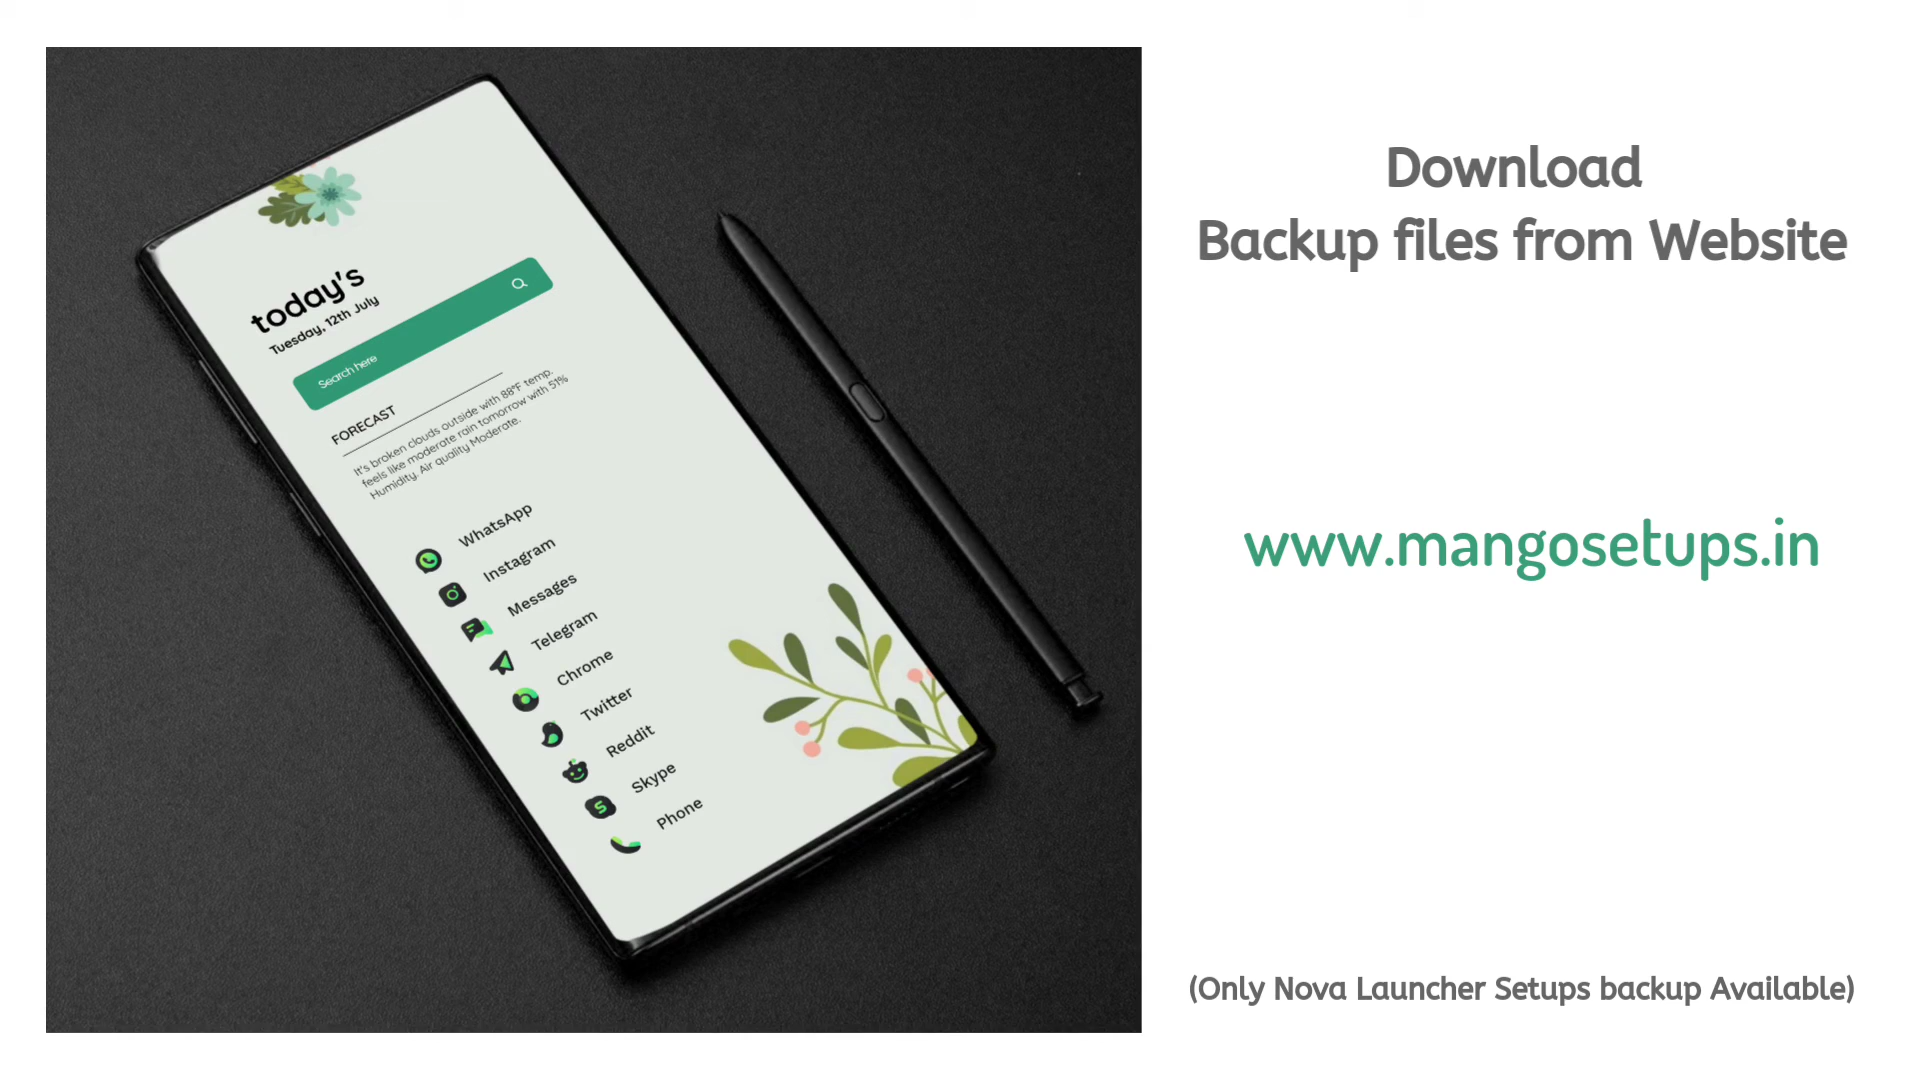 today's
Tuesday, 12th July
Search here
FORECAST
It's broken clouds outside with 88°F temp.
feels like moderate rain tomorrow with 51%
Humidity. Air quality Moderate.
WhatsApp
Instagram
Messages
Telegram
Chrome
Twitter
Reddit
Skype
Phone
Download
Backup files from Website
www.mangosetups.in
(Only Nova Launcher Setups backup Available)